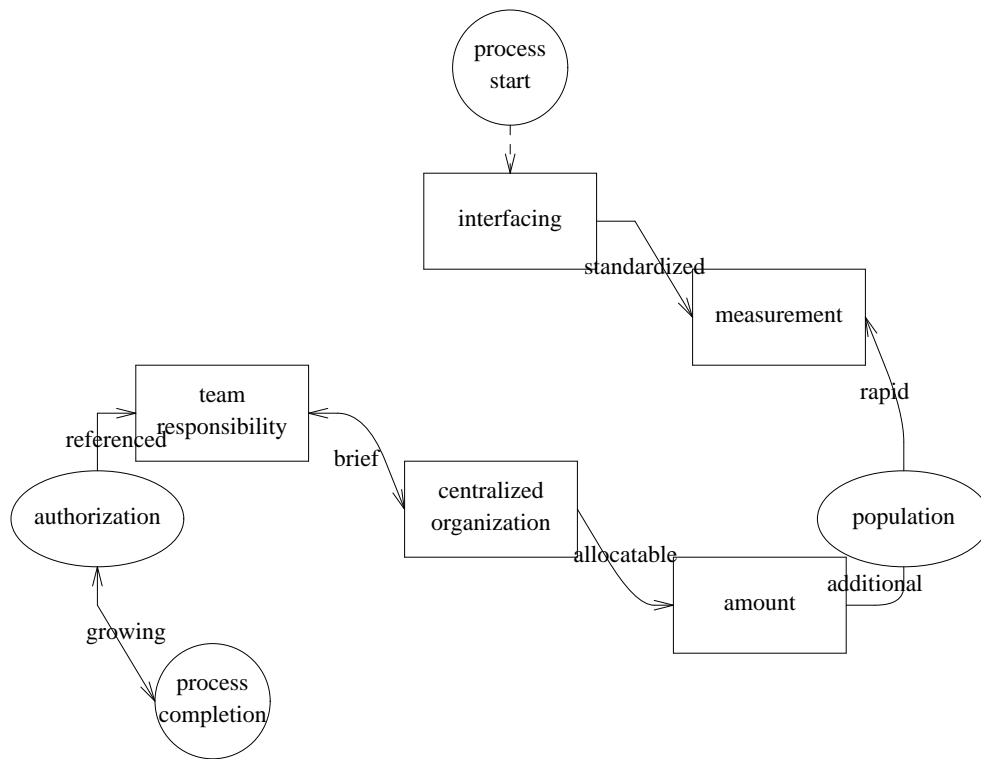 process
start
interfacing
standardized
measurement
team
responsibility
rapid
referenced
brief
centralized
organization
authorization
population
allocatable
additional
amount
growing
process
completion